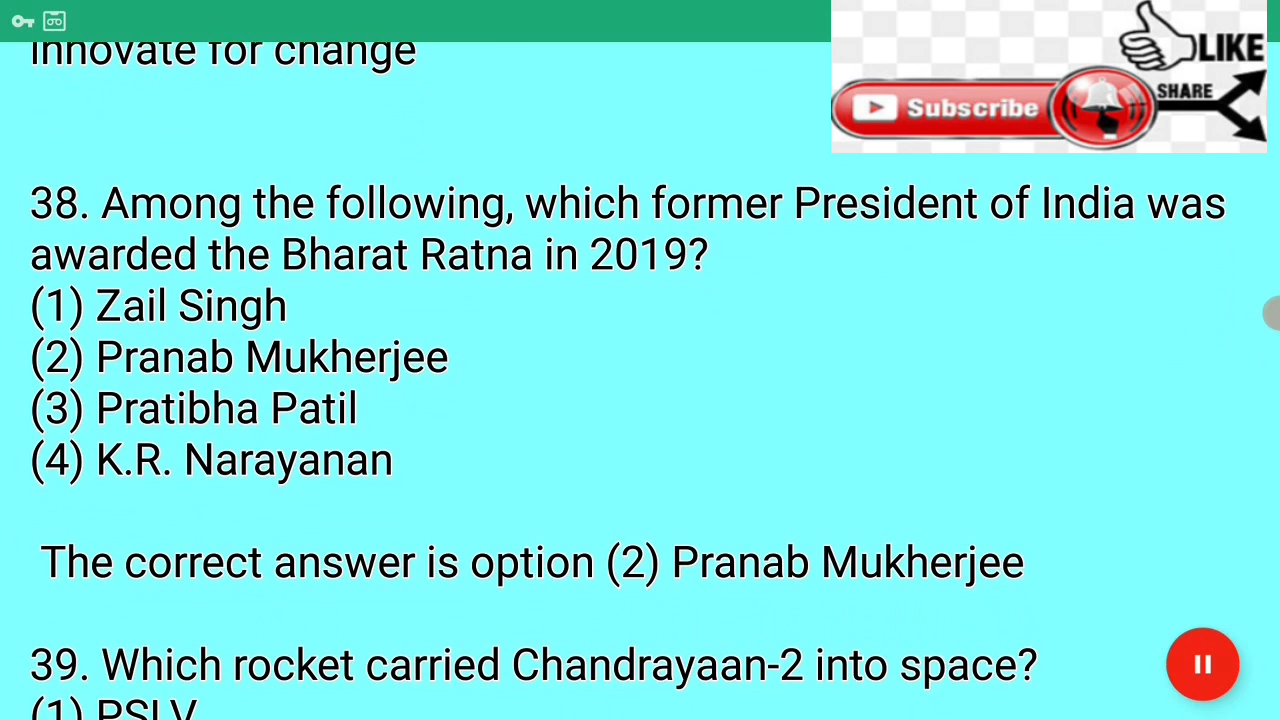 innovate for change
LIKE
SHARE
Subscribe
38. Among the following, which former President of India was
awarded the Bharat Ratna in 2019?
(1) Zail Singh
(2) Pranab Mukherjee
(3) Pratibha Patil
(4) K.R. Narayanan
The correct answer is option (2) Pranab Mukherjee
39. Which rocket carried Chandrayaan-2 into space?
(1) PSLV